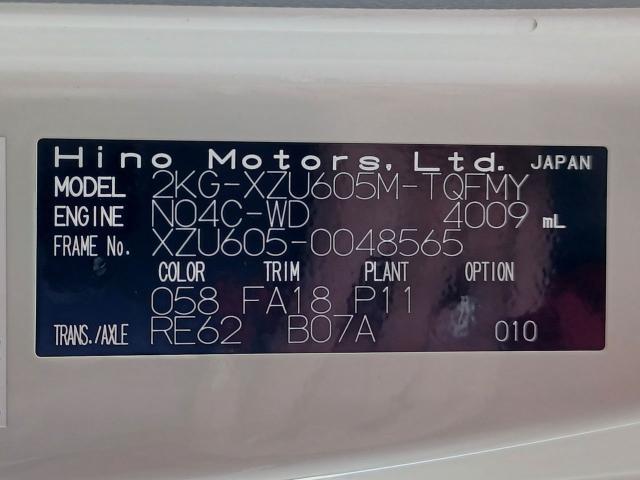 Hino Motors, Ltd. JAPAN
MODEL 2KG-XZU605M-TQFMY
ENGINE N04C-WD 4009 mL
FRAME No. XZU605-0048565
COLOR TRIM PLANT OPTION
058 FA18 P11
TRANS./AXLE RE62 B07A 010